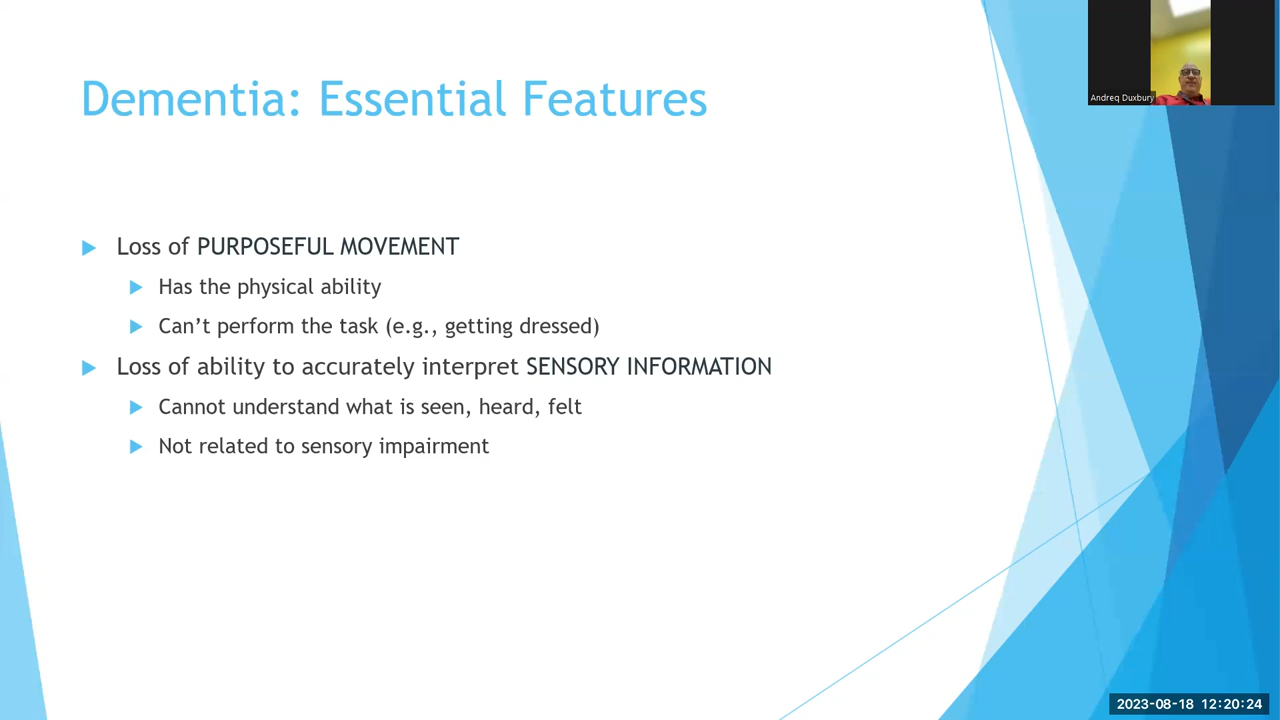 Dementia: Essential Features
Andreq Duxbury
Loss of PURPOSEFUL MOVEMENT
Has the physical ability
Can’t perform the task (e.g., getting dressed)
Loss of ability to accurately interpret SENSORY INFORMATION
Cannot understand what is seen, heard, felt
Not related to sensory impairment
2023-08-18 12:20:24